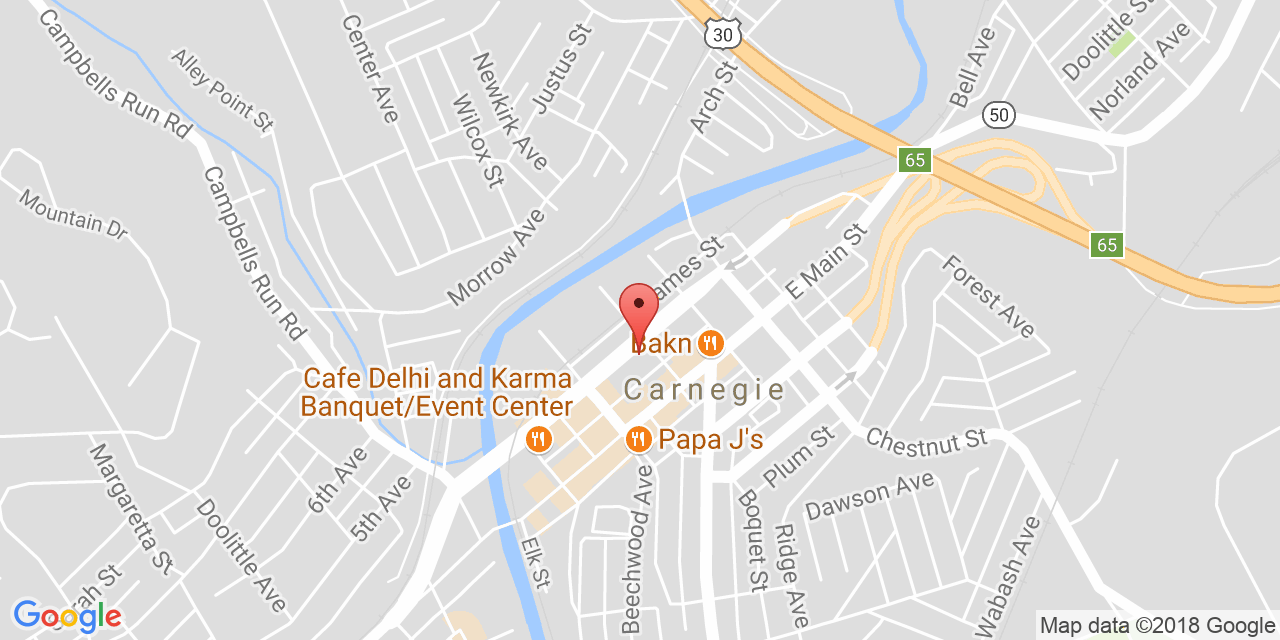 Campbells Run Rd
Alley Point St
Center Ave
Newkirk Ave
Wilcox St
Justus St
Arch St
30
Bell Ave
Doolittle St
Norland Ave
50
65
65
Mountain Dr
Campbells Run Rd
Morrow Ave
James St
E Main St
Forest Ave
Bakn
Cafe Delhi and Karma
Banquet/Event Center
Carnegie
Papa J's
Chestnut St
Plum St
Dawson Ave
6th Ave
5th Ave
Margaretta St
Doolittle Ave
Elk St
Beechwood Ave
Boquet St
Ridge Ave
Wabash Ave
Google
Map data ©2018 Google